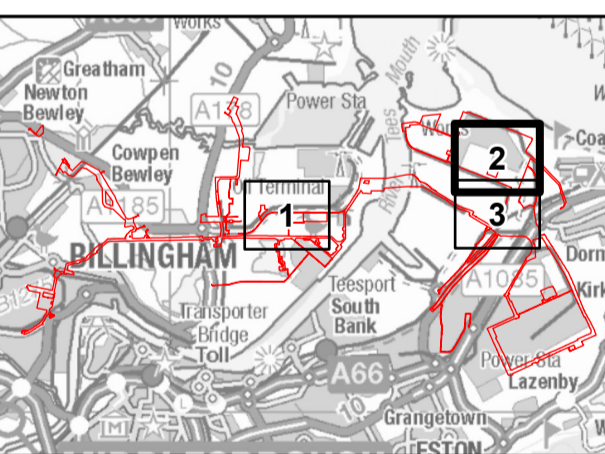 Works
Greatham
Newton
Bewley
10
Power Sta
Mouth
Tees
Works
Coa
Cowpen
Bewley
2
Terminal
1
River
3
A1185
BILLINGHAM
Dorm
A1085
Teesport
South
Bank
Kirk
Transporter
Bridge
Toll
A66
Power Sta
Lazenby
10
Grangetown
M
ESTON